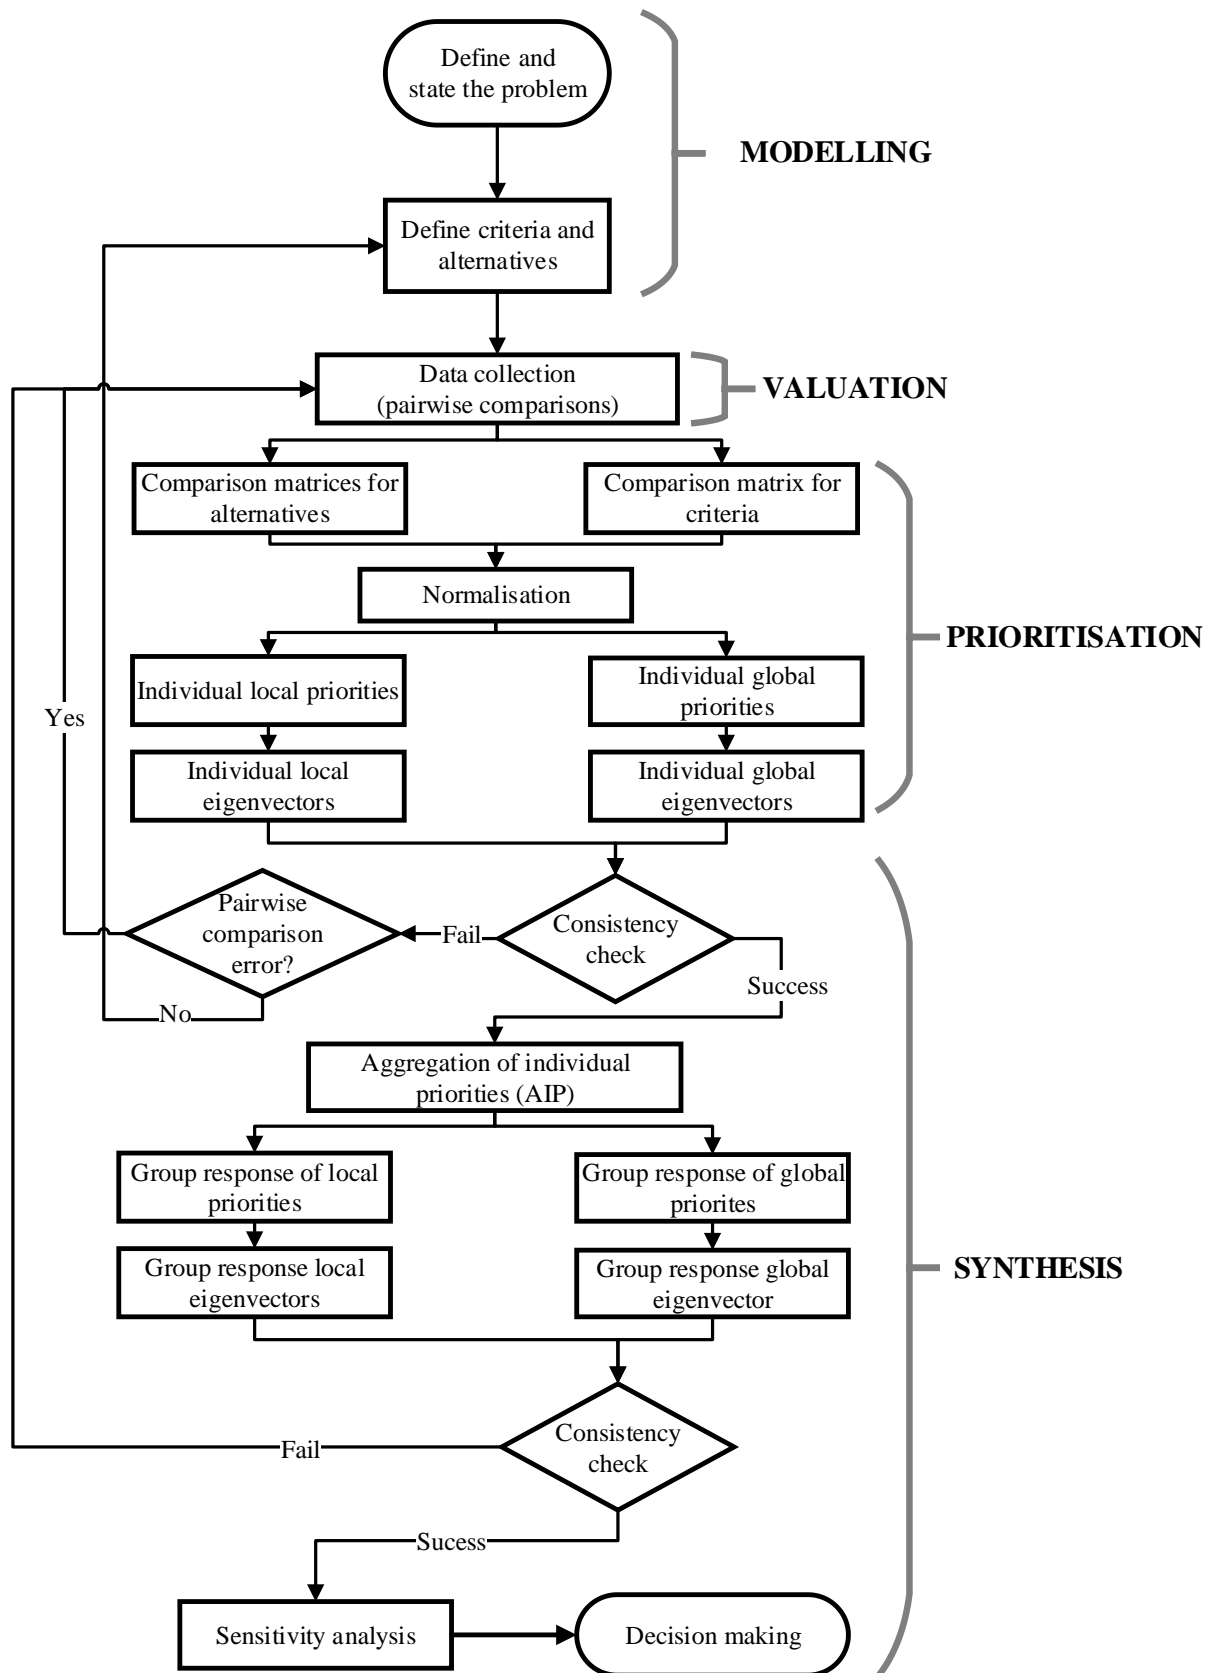 Define and
state the problem
MODELLING
Define criteria and
alternatives
Data collection
(pairwise comparisons)
VALUATION
Comparison matrices for
alternatives
Comparison matrix for
criteria
Normalisation
PRIORITISATION
Individual local priorities
Individual global
priorities
Yes
Individual local
eigenvectors
Individual global
eigenvectors
Pairwise
comparison
error?
Fail
Consistency
check
Success
No
Aggregation of individual
priorities (AIP)
Group response of local
priorities
Group response of global
priorites
Group response local
eigenvectors
Group response global
eigenvector
SYNTHESIS
Consistency
check
Fail
Sucess
Sensitivity analysis
Decision making